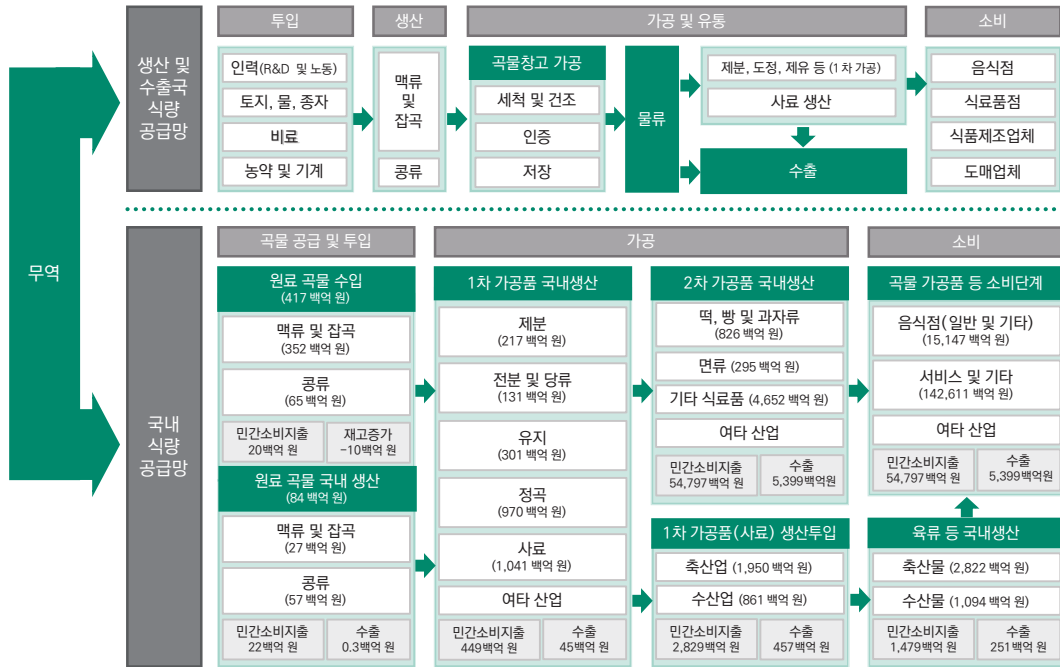 무역
생산 및
수출국
식량
공급망
투입
인력(R&D 및 노동)
토지, 물, 종자
비료
농약 및 기계
생산
맥류
및
잡곡
콩류
가공 및 유통
곡물창고 가공
세척 및 건조
인증
저장
물류
제분, 도정, 제유 등 (1차 가공)
사료 생산
수출
소비
음식점
식료품점
식품제조업체
도매업체
국내
식량
공급망
곡물 공급 및 투입
원료 곡물 수입
(417 백억 원)
맥류 및 잡곡
(352 백억 원)
콩류
(65 백억 원)
민간소비지출
20백억 원
재고증가
-10백억 원
원료 곡물 국내 생산
(84 백억 원)
맥류 및 잡곡
(27 백억 원)
콩류
(57 백억 원)
민간소비지출
22백억 원
수출
0.3백억 원
가공
1차 가공품 국내생산
제분
(217 백억 원)
전분 및 당류
(131 백억 원)
유지
(301 백억 원)
정곡
(970 백억 원)
사료
(1,041 백억 원)
여타 산업
민간소비지출
449백억 원
수출
45백억 원
2차 가공품 국내생산
떡, 빵 및 과자류
(826 백억 원)
면류 (295 백억 원)
기타 식료품 (4,652 백억 원)
여타 산업
민간소비지출
54,797백억 원
수출
5,399백억원
1차 가공품(사료) 생산투입
축산업 (1,950 백억 원)
수산업 (861 백억 원)
민간소비지출
2,829백억 원
수출
457백억 원
소비
곡물 가공품 등 소비단계
음식점(일반 및 기타)
(15,147 백억 원)
서비스 및 기타
(142,611 백억 원)
여타 산업
민간소비지출
54,797백억 원
수출
5,399백억원
육류 등 국내생산
축산물 (2,822 백억 원)
수산물 (1,094 백억 원)
민간소비지출
1,479백억 원
수출
251백억 원